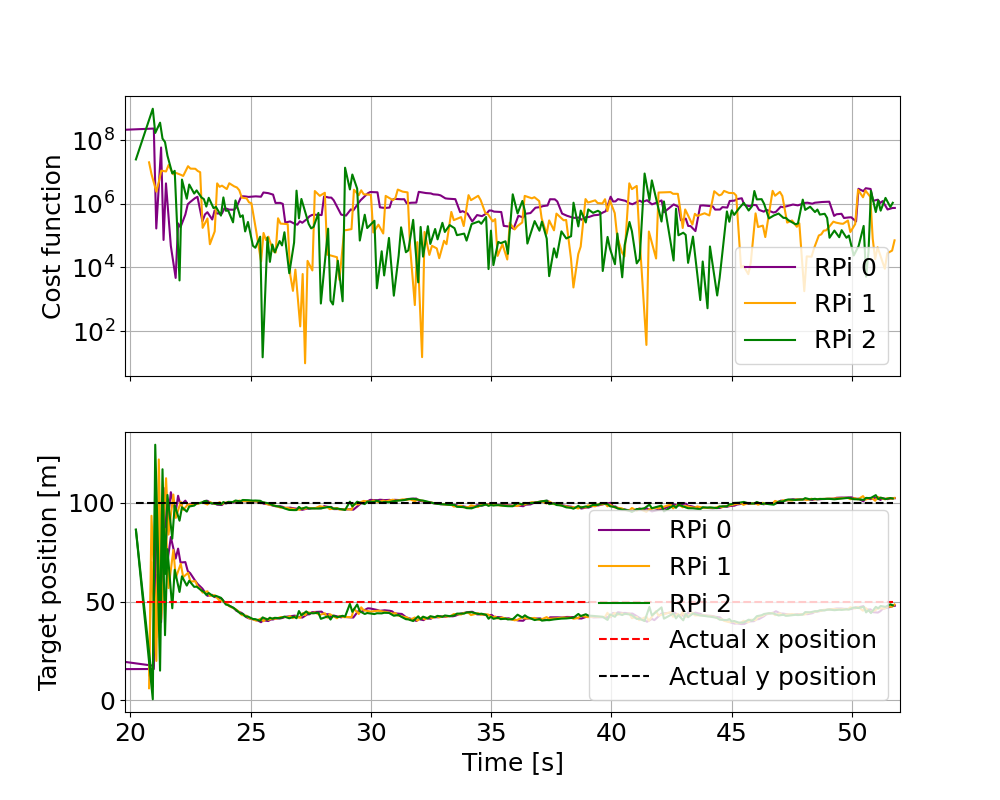 Cost function
10⁸
10⁶
10⁴
10²
RPi 0
RPi 1
RPi 2
Target position [m]
100
50
0
RPi 0
RPi 1
RPi 2
Actual x position
Actual y position
20 25 30 35 40 45 50
Time [s]